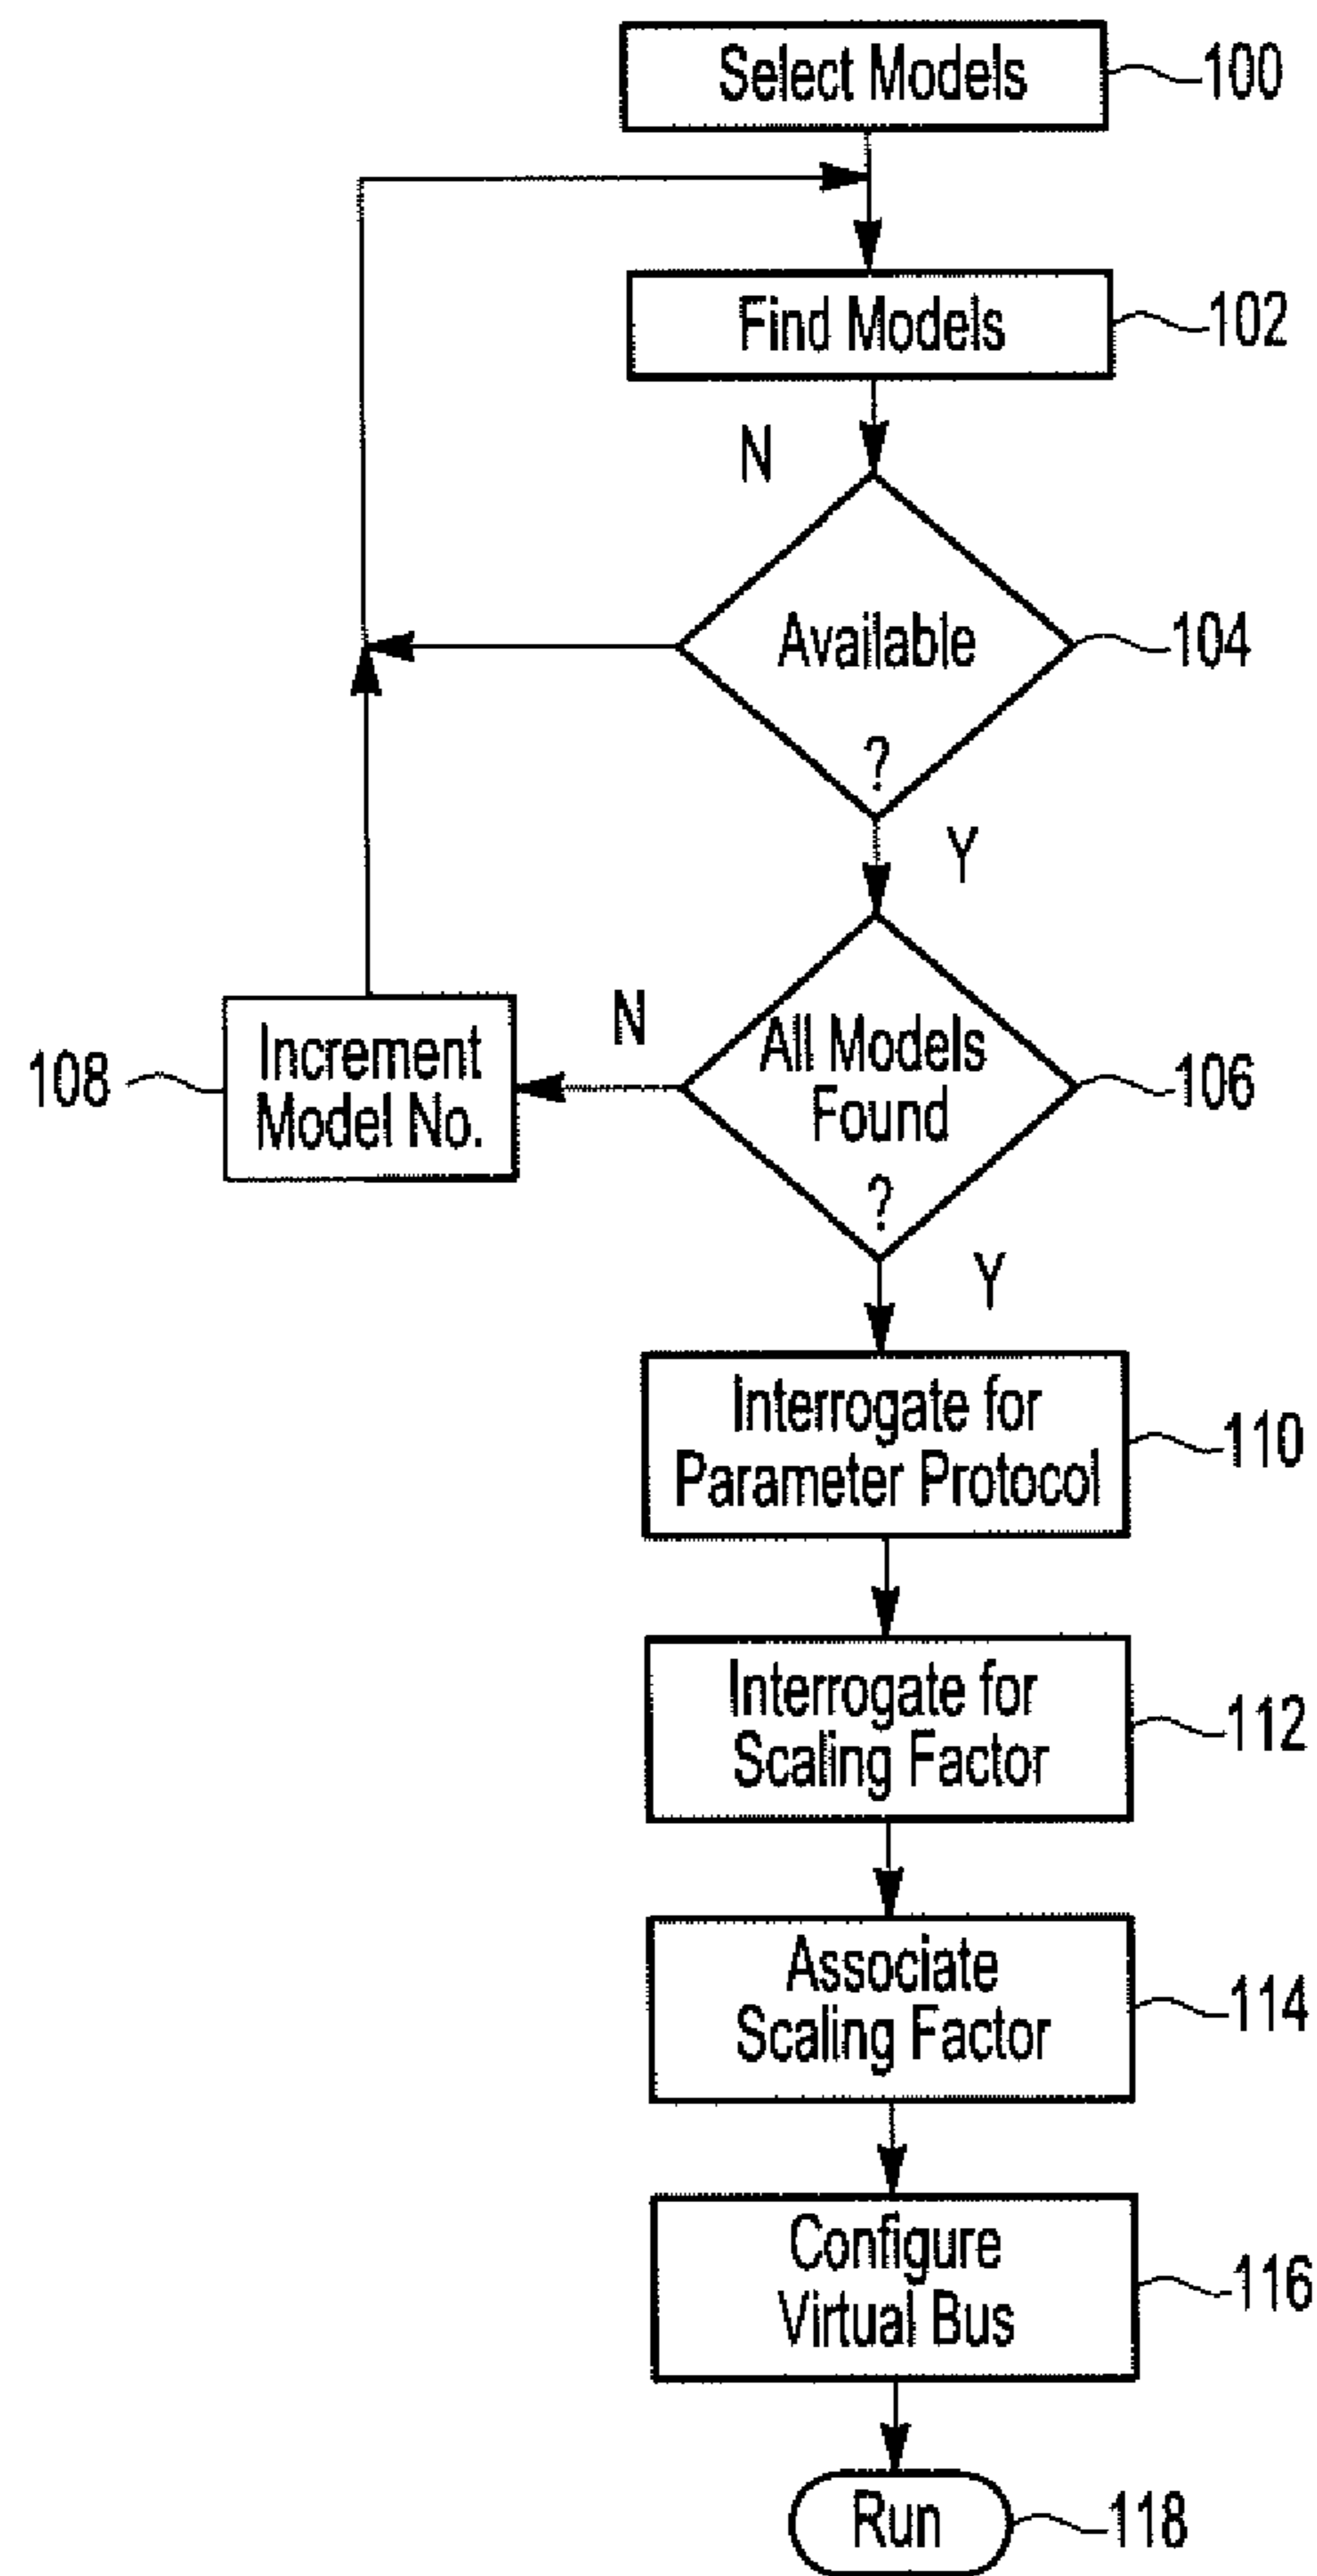 Select Models
100
Find Models
102
N
Available
?
104
Y
All Models
Found
?
106
N
Increment
Model No.
108
Y
Interrogate for
Parameter Protocol
110
Interrogate for
Scaling Factor
112
Associate
Scaling Factor
114
Configure
Virtual Bus
116
Run
118